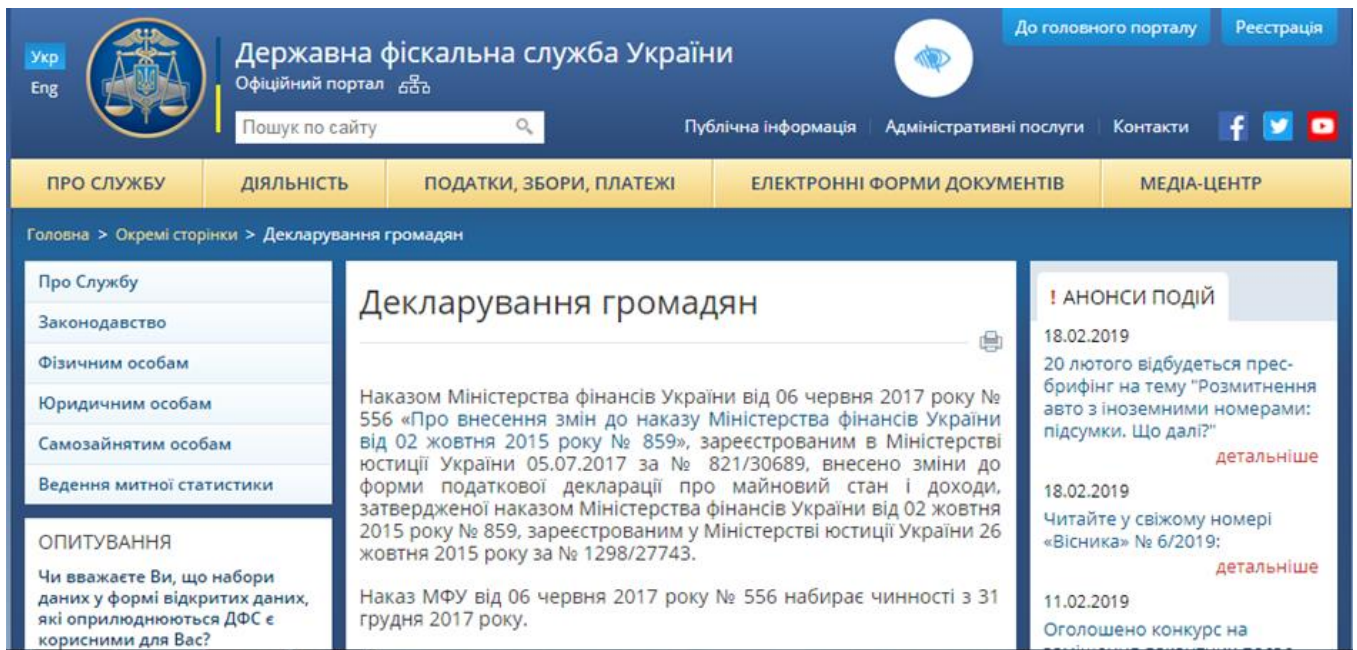 До головного порталу
Реєстрація
Укр
Eng
Державна фіскальна служба України
Офіційний портал
Пошук по сайту
Публічна інформація
Адміністративні послуги
Контакти
ПРО СЛУЖБУ
ДІЯЛЬНІСТЬ
ПОДАТКИ, ЗБОРИ, ПЛАТЕЖІ
ЕЛЕКТРОННІ ФОРМИ ДОКУМЕНТІВ
МЕДІА-ЦЕНТР
Головна > Окремі сторінки > Декларування громадян
Про Службу
Законодавство
Фізичним особам
Юридичним особам
Самозайнятим особам
Ведення митної статистики
ОПИТУВАННЯ
Чи вважаєте Ви, що набори
даних у формі відкритих даних,
які оприлюднюються ДФС є
корисними для Вас?
Декларування громадян
Наказом Міністерства фінансів України від 06 червня 2017 року №
556 «Про внесення змін до наказу Міністерства фінансів України
від 02 жовтня 2015 року № 859», зареєстрованим в Міністерстві
юстиції України 05.07.2017 за № 821/30689, внесено зміни до
форми податкової декларації про майновий стан і доходи,
затвердженої наказом Міністерства фінансів України від 02 жовтня
2015 року № 859, зареєстрованим у Міністерстві юстиції України 26
жовтня 2015 року за № 1298/27743.
Наказ МФУ від 06 червня 2017 року № 556 набирає чинності з 31
грудня 2017 року.
! АНОНСИ ПОДІЙ
18.02.2019
20 лютого відбудеться прес-
брифінг на тему "Розмитнення
авто з іноземними номерами:
підсумки. Що далі?"
детальніше
18.02.2019
Читайте у свіжому номері
«Вісника» № 6/2019:
детальніше
11.02.2019
Оголошено конкурс на